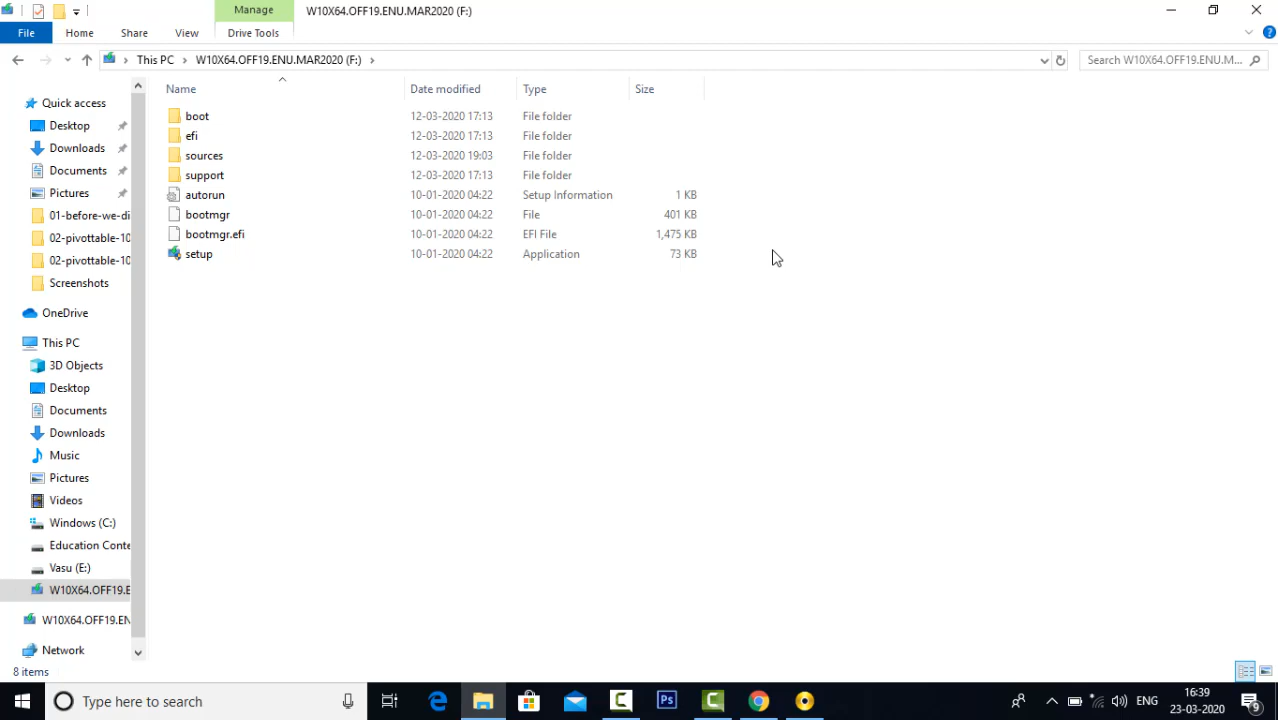 Manage
W10X64.OFF19.ENU.MAR2020 (F:)
File
Home
Share
View
Drive Tools
This PC
W10X64.OFF19.ENU.MAR2020 (F:)
Search W10X64.OFF19.ENU.M...
Name
Date modified
Type
Size
boot 12-03-2020 17:13 File folder
efi 12-03-2020 17:13 File folder
sources 12-03-2020 19:03 File folder
support 12-03-2020 17:13 File folder
autorun 10-01-2020 04:22 Setup Information 1 KB
bootmgr 10-01-2020 04:22 File 401 KB
bootmgr.efi 10-01-2020 04:22 EFI File 1,475 KB
setup 10-01-2020 04:22 Application 73 KB
Quick access
Desktop
Downloads
Documents
Pictures
01-before-we-di
02-pivottable-10
02-pivottable-10
Screenshots
OneDrive
This PC
3D Objects
Desktop
Documents
Downloads
Music
Pictures
Videos
Windows (C:)
Education Conte
Vasu (E:)
W10X64.OFF19.E
W10X64.OFF19.EN
Network
8 items
Type here to search
Ps
ENG
16:39
23-03-2020
9